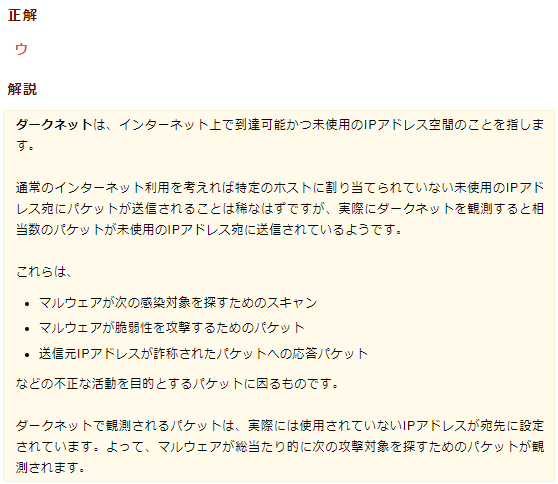 正解
ウ
解説
ダークネットは、インターネット上で到達可能かつ未使用のIPアドレス空間のことを指しま
す。
通常のインターネット利用を考えれば特定のホストに割り当てられていない未使用のIPアド
レス宛にパケットが送信されることは稀なはずですが、実際にダークネットを観測すると相
当数のパケットが未使用のIPアドレス宛に送信されているようです。
これらは、
• マルウェアが次の感染対象を探すためのスキャン
• マルウェアが脆弱性を攻撃するためのパケット
• 送信元IPアドレスが詐称されたパケットへの応答パケット
などの不正な活動を目的とするパケットに因るものです。
ダークネットで観測されるパケットは、実際には使用されていないIPアドレスが宛先に設定
されています。よって、マルウェアが総当たり的に次の攻撃対象を探すためのパケットが観
測されます。